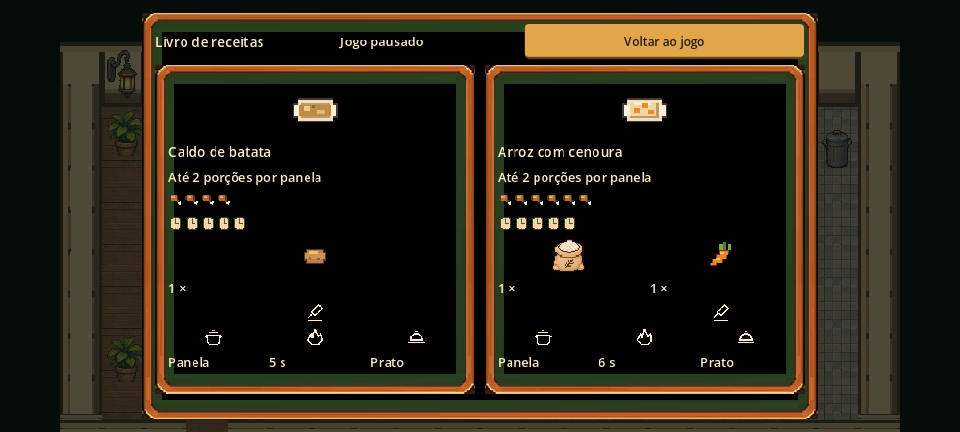 Livro de receitas
Jogo pausado
Voltar ao jogo
Caldo de batata
Até 2 porções por panela
1 ×
Panela
5 s
Prato
Arroz com cenoura
Até 2 porções por panela
1 ×
1 ×
Panela
6 s
Prato